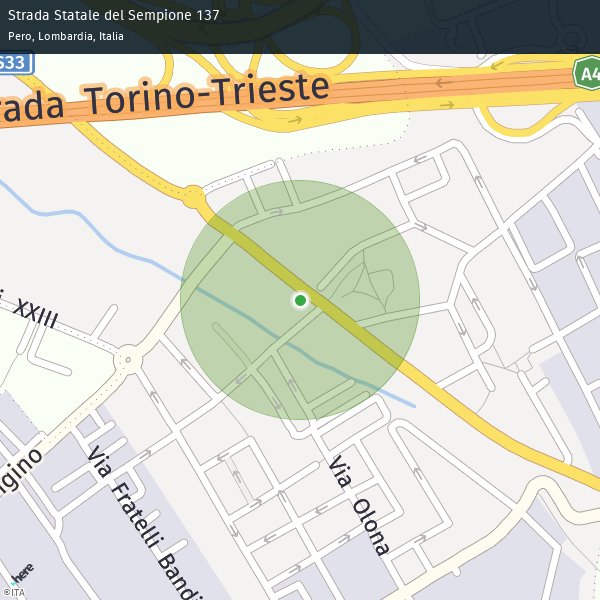 Strada Statale del Sempione 137
Pero, Lombardia, Italia
S33
A4
rada Torino-Trieste
i XXIII
gino
Via Fratelli Bandi
Via Olona
here
©ITA